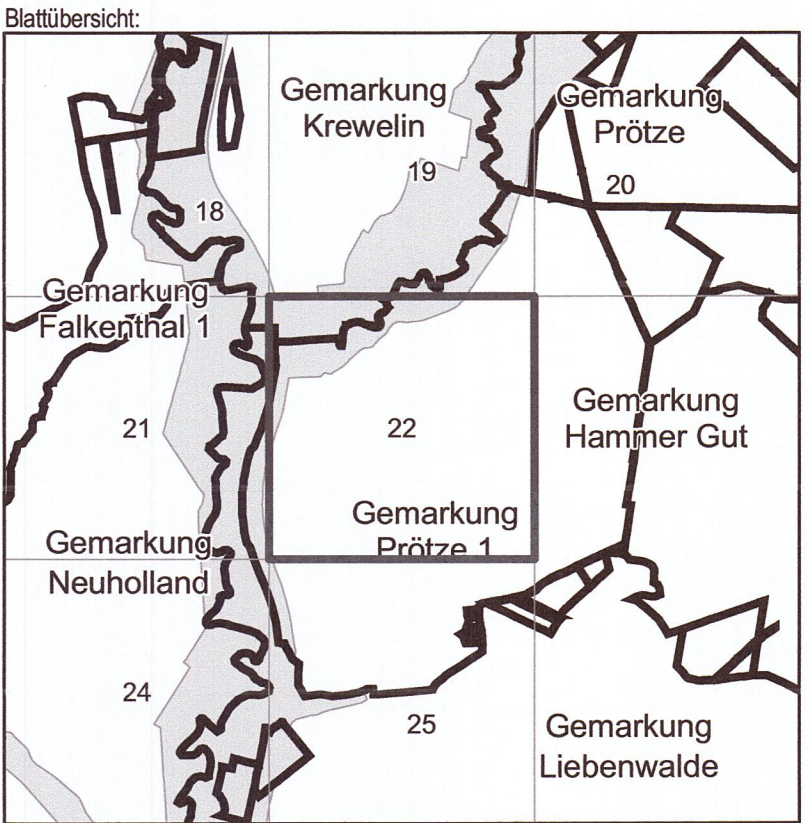 Blattübersicht:
Gemarkung
Krewelin
19
Gemarkung
Prötze
20
18
Gemarkung
Falkenthal 1
21
22
Gemarkung
Hammer Gut
Gemarkung
Prötze 1
Gemarkung
Neuholland
24
25
Gemarkung
Liebenwalde